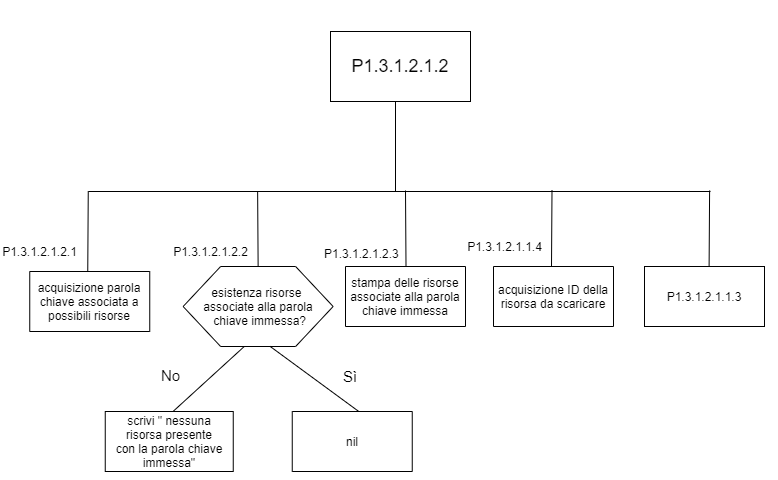 P1.3.1.2.1.2
P1.3.1.2.1.2.1
P1.3.1.2.1.2.2
P1.3.1.2.1.2.3
P1.3.1.2.1.1.4
acquisizione parola
chiave associata a
possibili risorse
esistenza risorse
associate alla parola
chiave immessa?
stampa delle risorse
associate alla parola
chiave immessa
acquisizione ID della
risorsa da scaricare
P1.3.1.2.1.1.3
No
Sì
scrivi " nessuna
risorsa presente
con la parola chiave
immessa"
nil